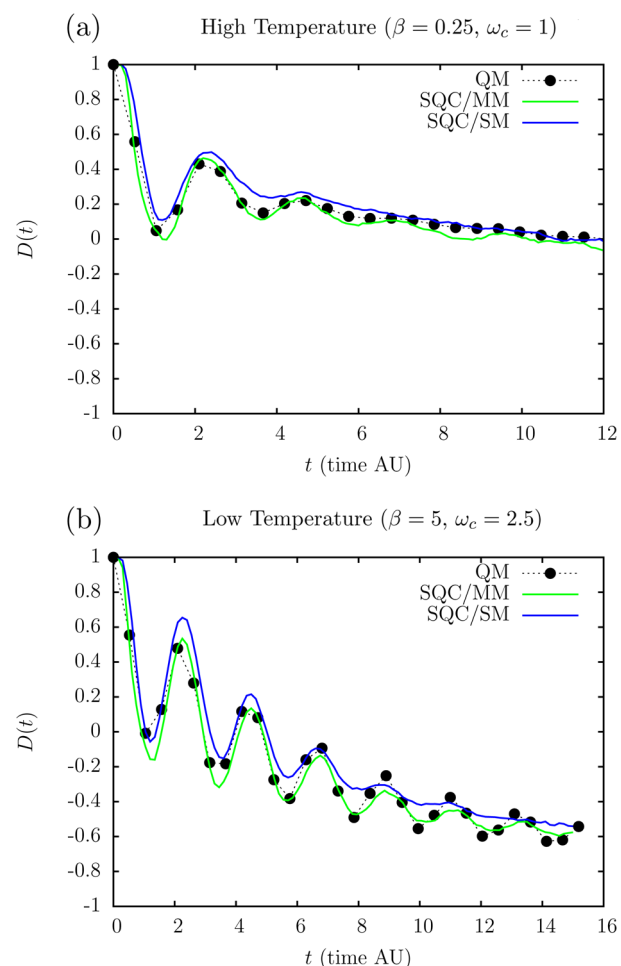 (a)
High Temperature (β = 0.25, ω_c = 1)
QM
SQC/MM
SQC/SM
1
0.8
0.6
0.4
0.2
0
-0.2
-0.4
-0.6
-0.8
-1
D(t)
0 2 4 6 8 10 12
t (time AU)
(b)
Low Temperature (β = 5, ω_c = 2.5)
QM
SQC/MM
SQC/SM
1
0.8
0.6
0.4
0.2
0
-0.2
-0.4
-0.6
-0.8
-1
D(t)
0 2 4 6 8 10 12 14 16
t (time AU)